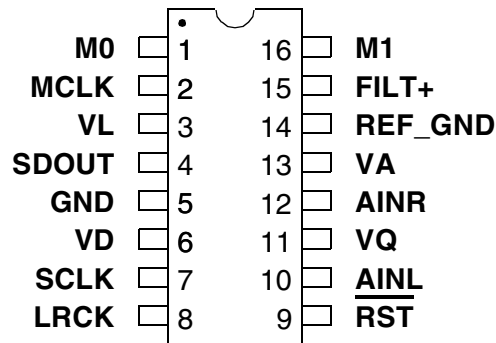 M0 1 16 M1
MCLK 2 15 FILT+
VL 3 14 REF_GND
SDOUT 4 13 VA
GND 5 12 AINR
VD 6 11 VQ
SCLK 7 10 AINL
LRCK 8 9 RST